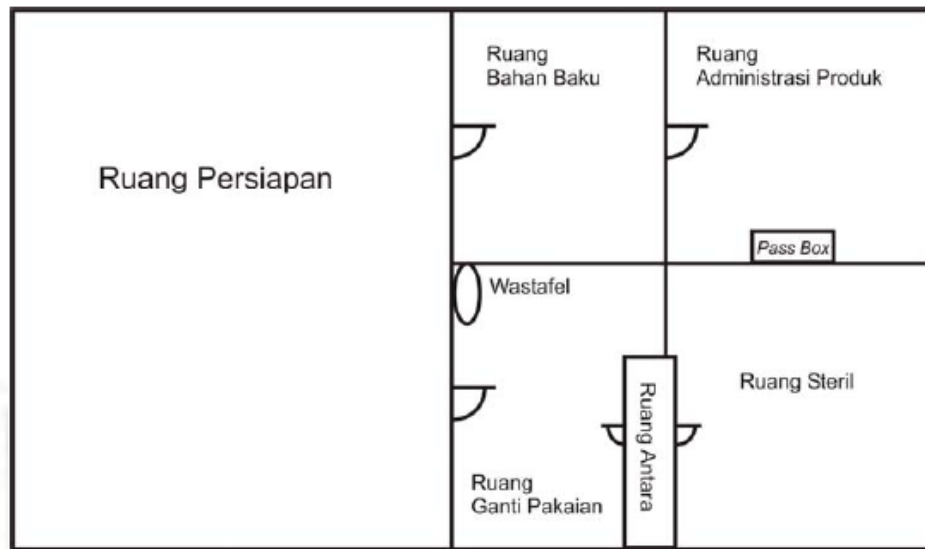 Ruang
Bahan Baku
Ruang
Administrasi Produk
Ruang Persiapan
Pass Box
Wastafel
Ruang Steril
Ruang Antara
Ruang
Ganti Pakaian